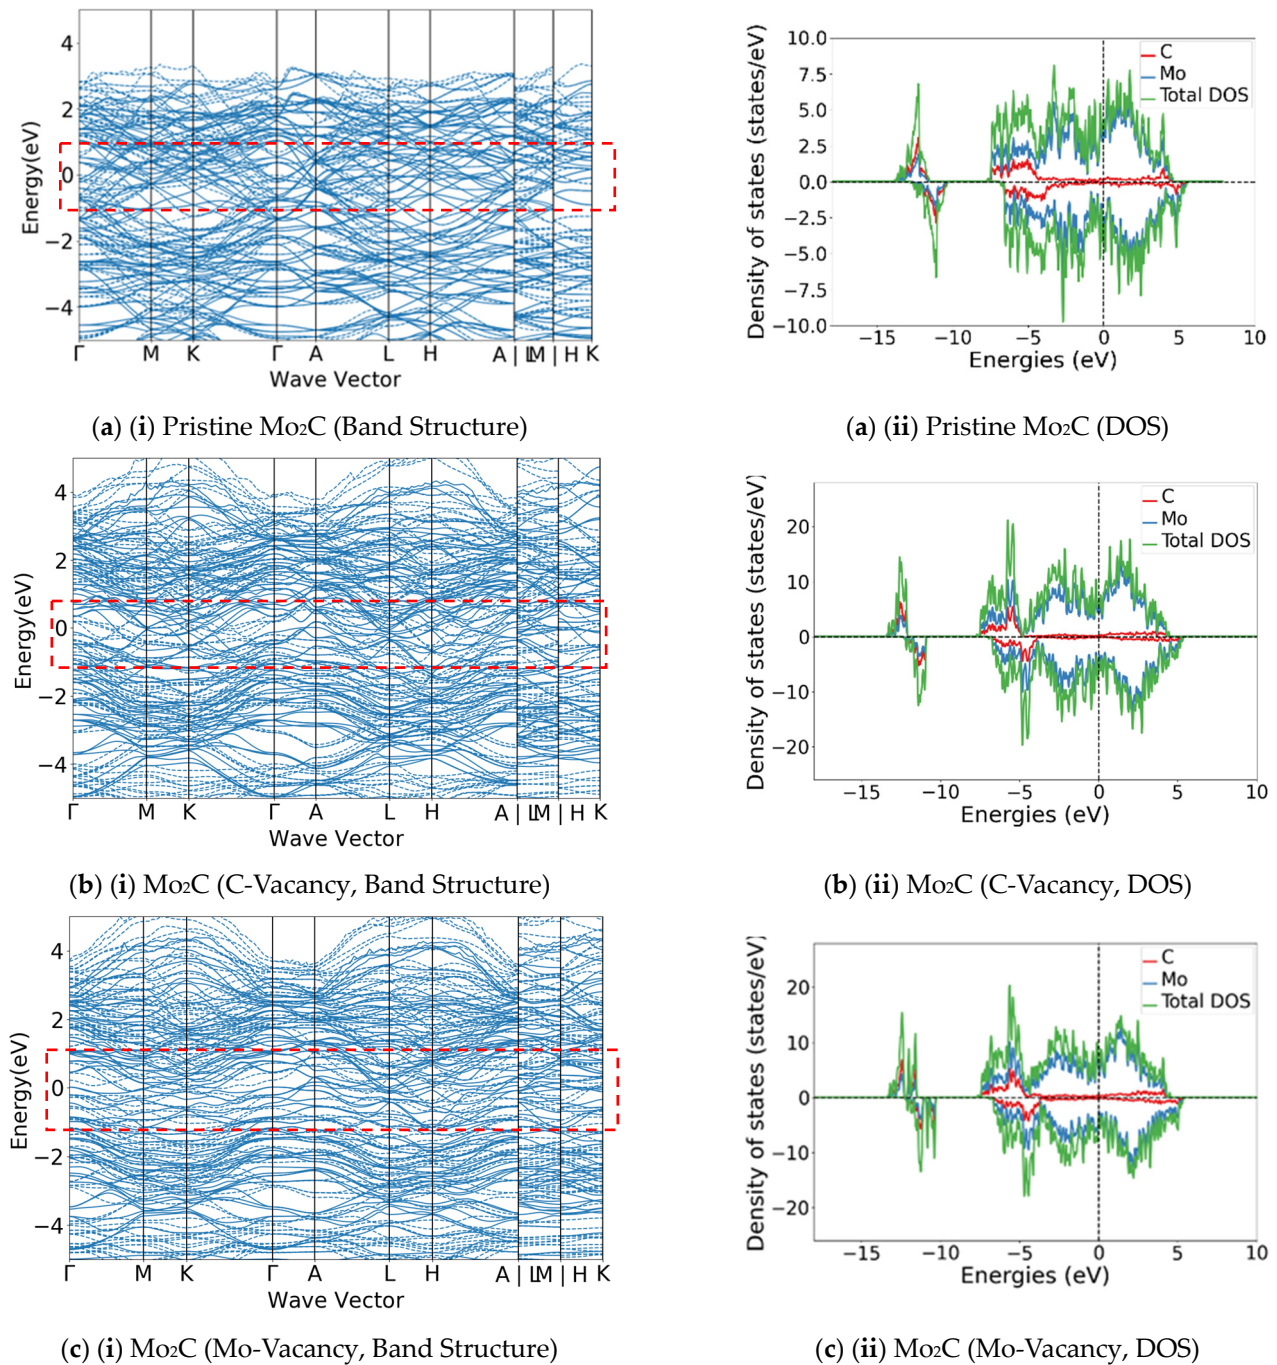 4
2
0
−2
−4
Energy(eV)
Γ M K Γ A L H A | LM | H K
Wave Vector
(a) (i) Pristine Mo₂C (Band Structure)
10.0
7.5
5.0
2.5
0.0
−2.5
−5.0
−7.5
−10.0
Density of states (states/eV)
C
Mo
Total DOS
−15 −10 −5 0 5 10
Energies (eV)
(a) (ii) Pristine Mo₂C (DOS)
4
2
0
−2
−4
Energy(eV)
Γ M K Γ A L H A | LM | H K
Wave Vector
(b) (i) Mo₂C (C-Vacancy, Band Structure)
20
10
0
−10
−20
Density of states (states/eV)
C
Mo
Total DOS
−15 −10 −5 0 5 10
Energies (eV)
(b) (ii) Mo₂C (C-Vacancy, DOS)
4
2
0
−2
−4
Energy(eV)
Γ M K Γ A L H A | LM | H K
Wave Vector
(c) (i) Mo₂C (Mo-Vacancy, Band Structure)
20
10
0
−10
−20
Density of states (states/eV)
C
Mo
Total DOS
−15 −10 −5 0 5 10
Energies (eV)
(c) (ii) Mo₂C (Mo-Vacancy, DOS)